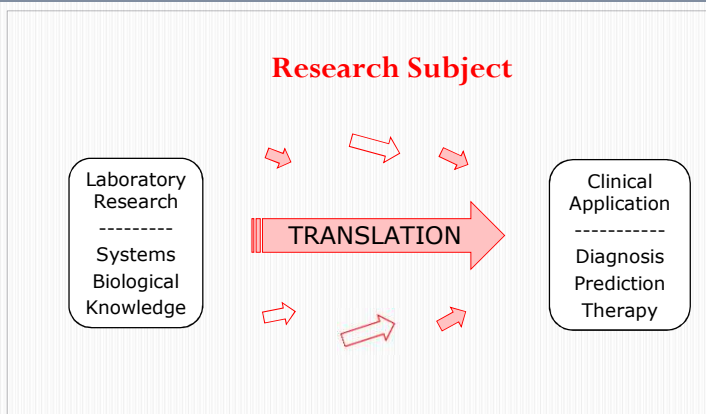 Research Subject
Laboratory
Research
---------
Systems
Biological
Knowledge
TRANSLATION
Clinical
Application
-----------
Diagnosis
Prediction
Therapy